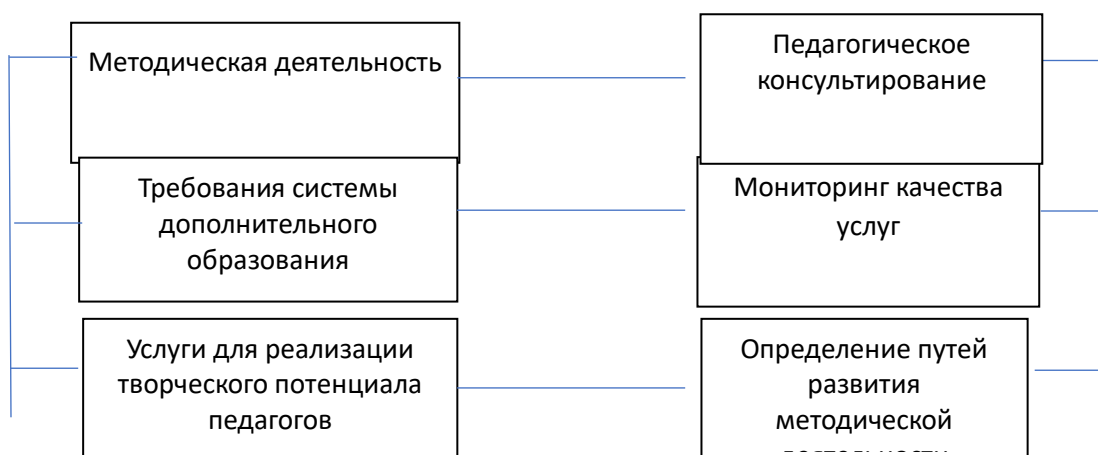 Методическая деятельность
Педагогическое
консультирование
Требования системы
дополнительного
образования
Мониторинг качества
услуг
Услуги для реализации
творческого потенциала
педагогов
Определение путей
развития
методической